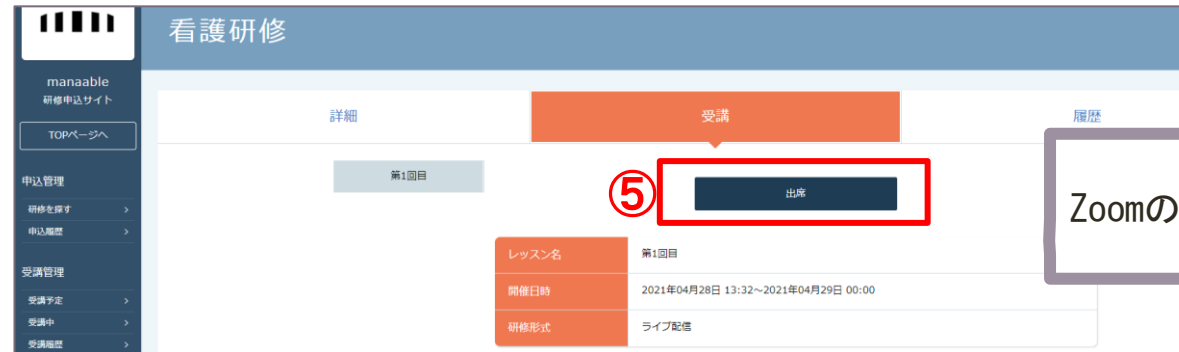 看護研修
manaable
研修申込サイト
TOPページへ
申込管理
研修を探す >
申込履歴 >
受講管理
受講予定 >
受講中 >
受講履歴 >
詳細
受講
履歴
第1回目
⑤
出席
Zoomの
レッスン名 第1回目
開催日時 2021年04月28日 13:32～2021年04月29日 00:00
研修形式 ライブ配信